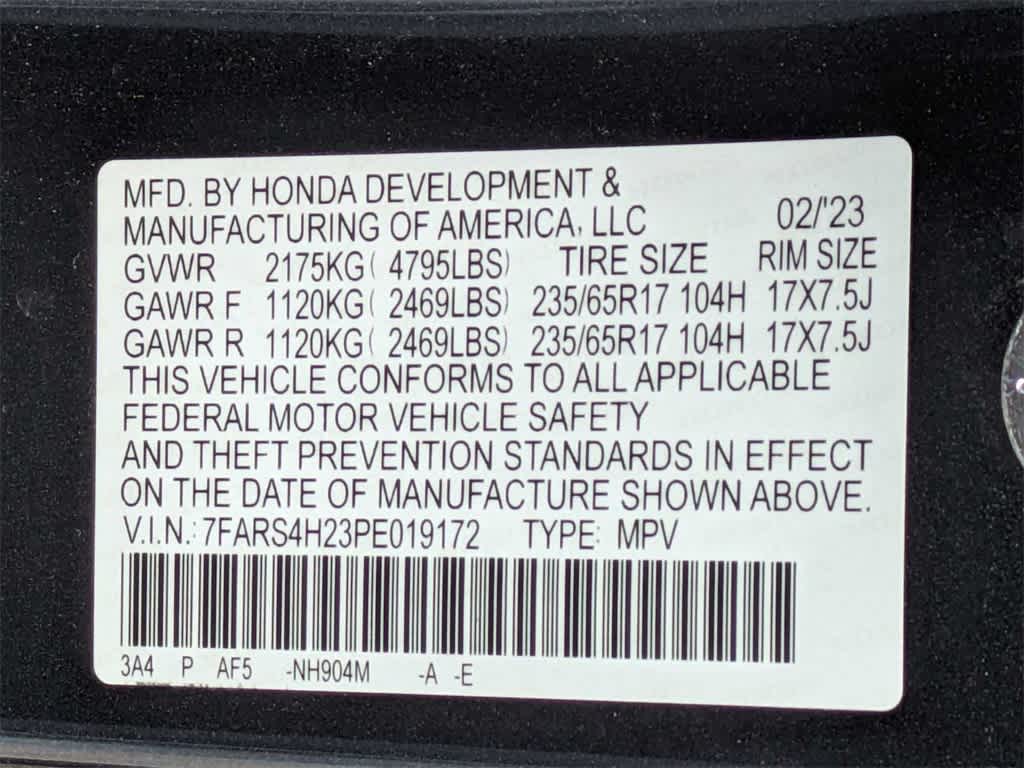 MFD. BY HONDA DEVELOPMENT &
MANUFACTURING OF AMERICA, LLC 02/'23
GVWR 2175KG( 4795LBS) TIRE SIZE RIM SIZE
GAWR F 1120KG( 2469LBS) 235/65R17 104H 17X7.5J
GAWR R 1120KG( 2469LBS) 235/65R17 104H 17X7.5J
THIS VEHICLE CONFORMS TO ALL APPLICABLE
FEDERAL MOTOR VEHICLE SAFETY
AND THEFT PREVENTION STANDARDS IN EFFECT
ON THE DATE OF MANUFACTURE SHOWN ABOVE.
V.I.N.: 7FARS4H23PE019172 TYPE: MPV
3A4 P AF5 -NH904M -A -E